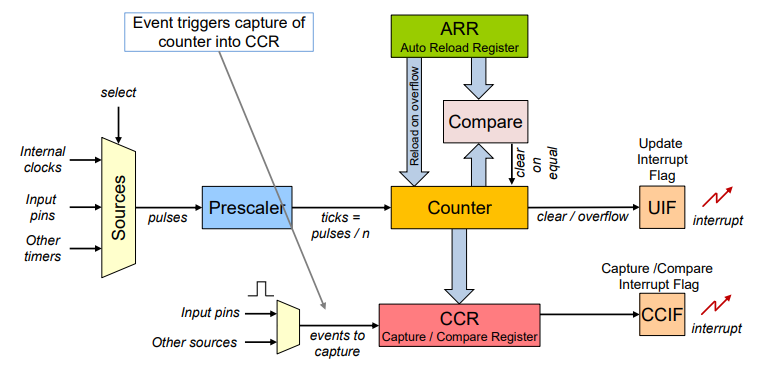 Event triggers capture of
counter into CCR
ARR
Auto Reload Register
select
Reload on overflow
Compare
clear
on
equal
Internal
clocks
Input
pins
Other
timers
Sources
pulses
Prescaler
ticks =
pulses / n
Counter
clear / overflow
Update
Interrupt
Flag
UIF
interrupt
Input pins
Other sources
events to
capture
CCR
Capture / Compare Register
Capture /Compare
Interrupt Flag
CCIF
interrupt